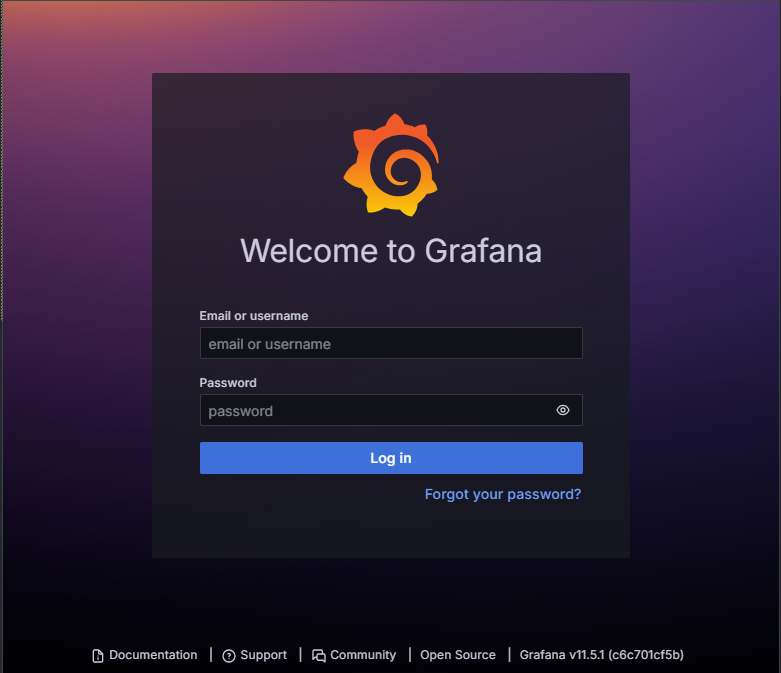 Welcome to Grafana
Email or username
email or username
Password
password
Log in
Forgot your password?
Documentation | Support | Community | Open Source | Grafana v11.5.1 (c6c701cf5b)